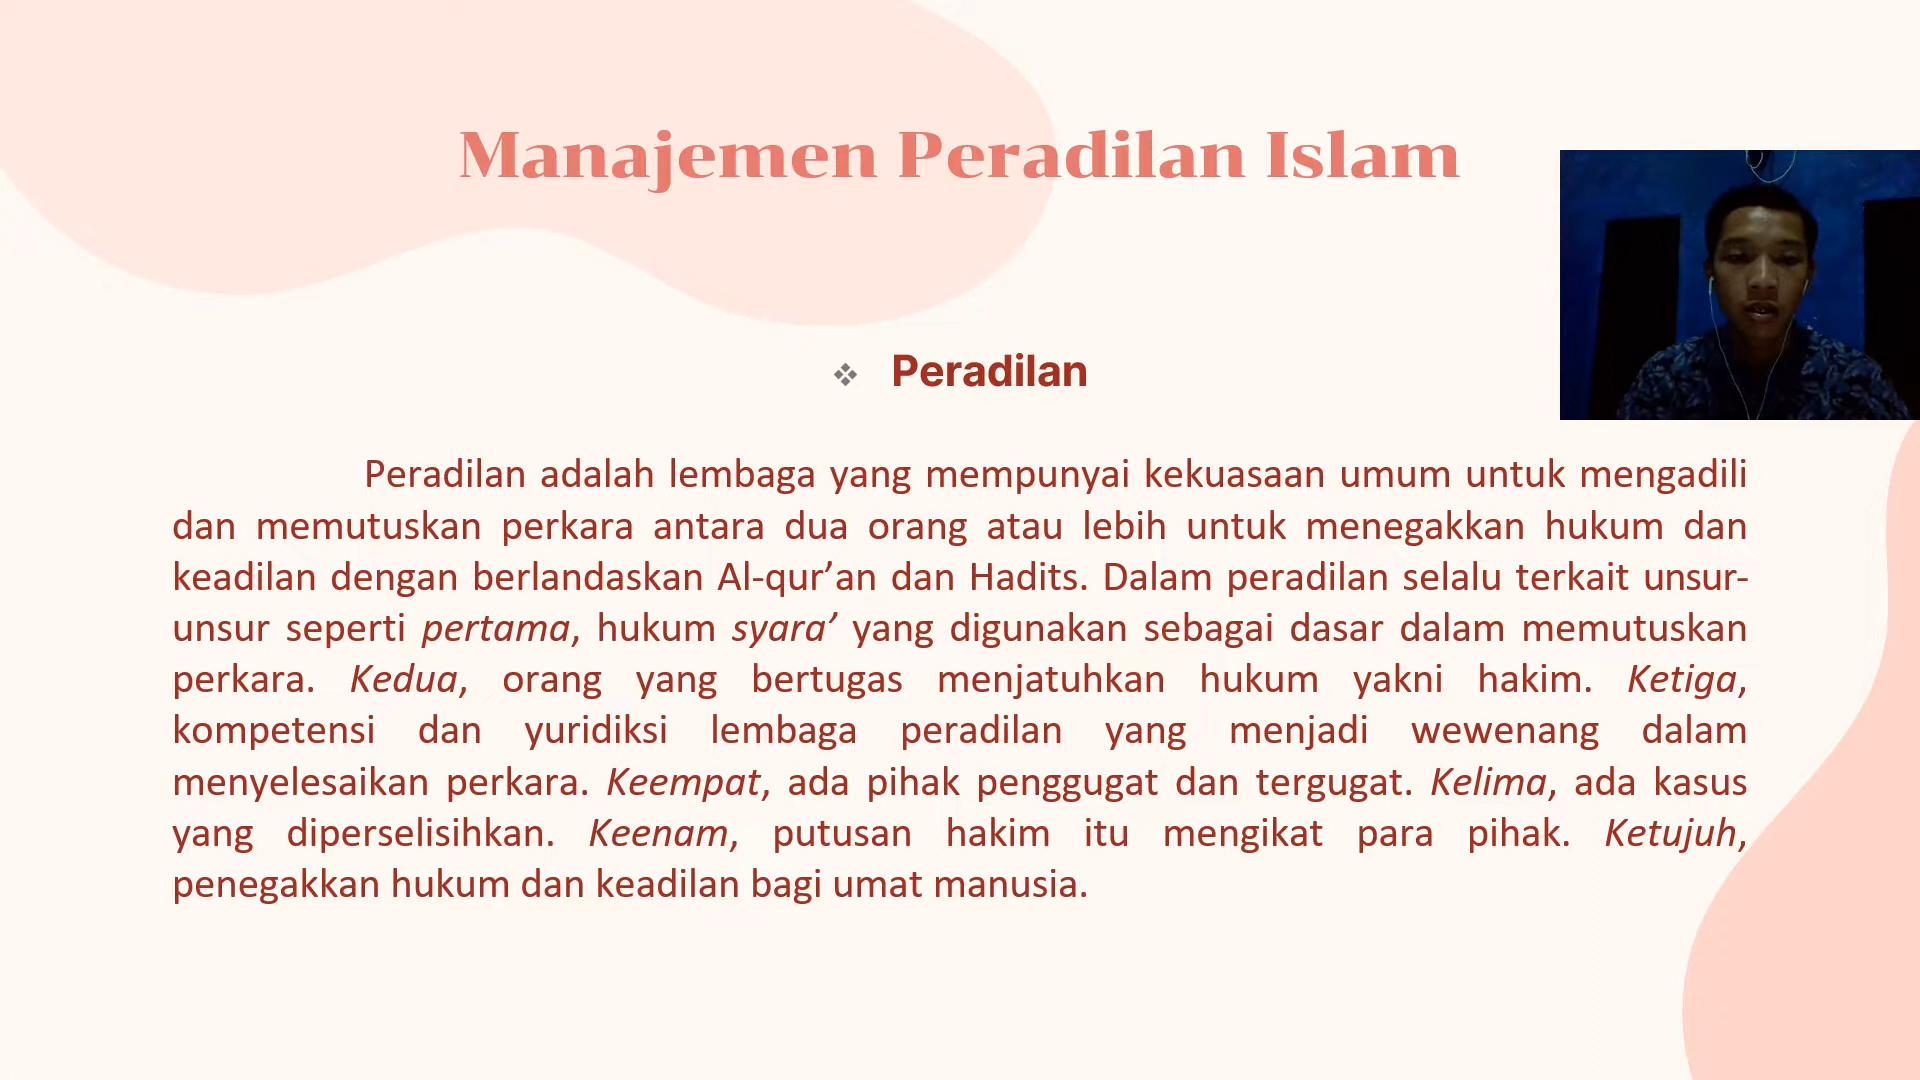 Manajemen Peradilan Islam
❖ Peradilan
Peradilan adalah lembaga yang mempunyai kekuasaan umum untuk mengadili
dan memutuskan perkara antara dua orang atau lebih untuk menegakkan hukum dan
keadilan dengan berlandaskan Al-qur’an dan Hadits. Dalam peradilan selalu terkait unsur-
unsur seperti pertama, hukum syara’ yang digunakan sebagai dasar dalam memutuskan
perkara. Kedua, orang yang bertugas menjatuhkan hukum yakni hakim. Ketiga,
kompetensi dan yuridiksi lembaga peradilan yang menjadi wewenang dalam
menyelesaikan perkara. Keempat, ada pihak penggugat dan tergugat. Kelima, ada kasus
yang diperselisihkan. Keenam, putusan hakim itu mengikat para pihak. Ketujuh,
penegakkan hukum dan keadilan bagi umat manusia.